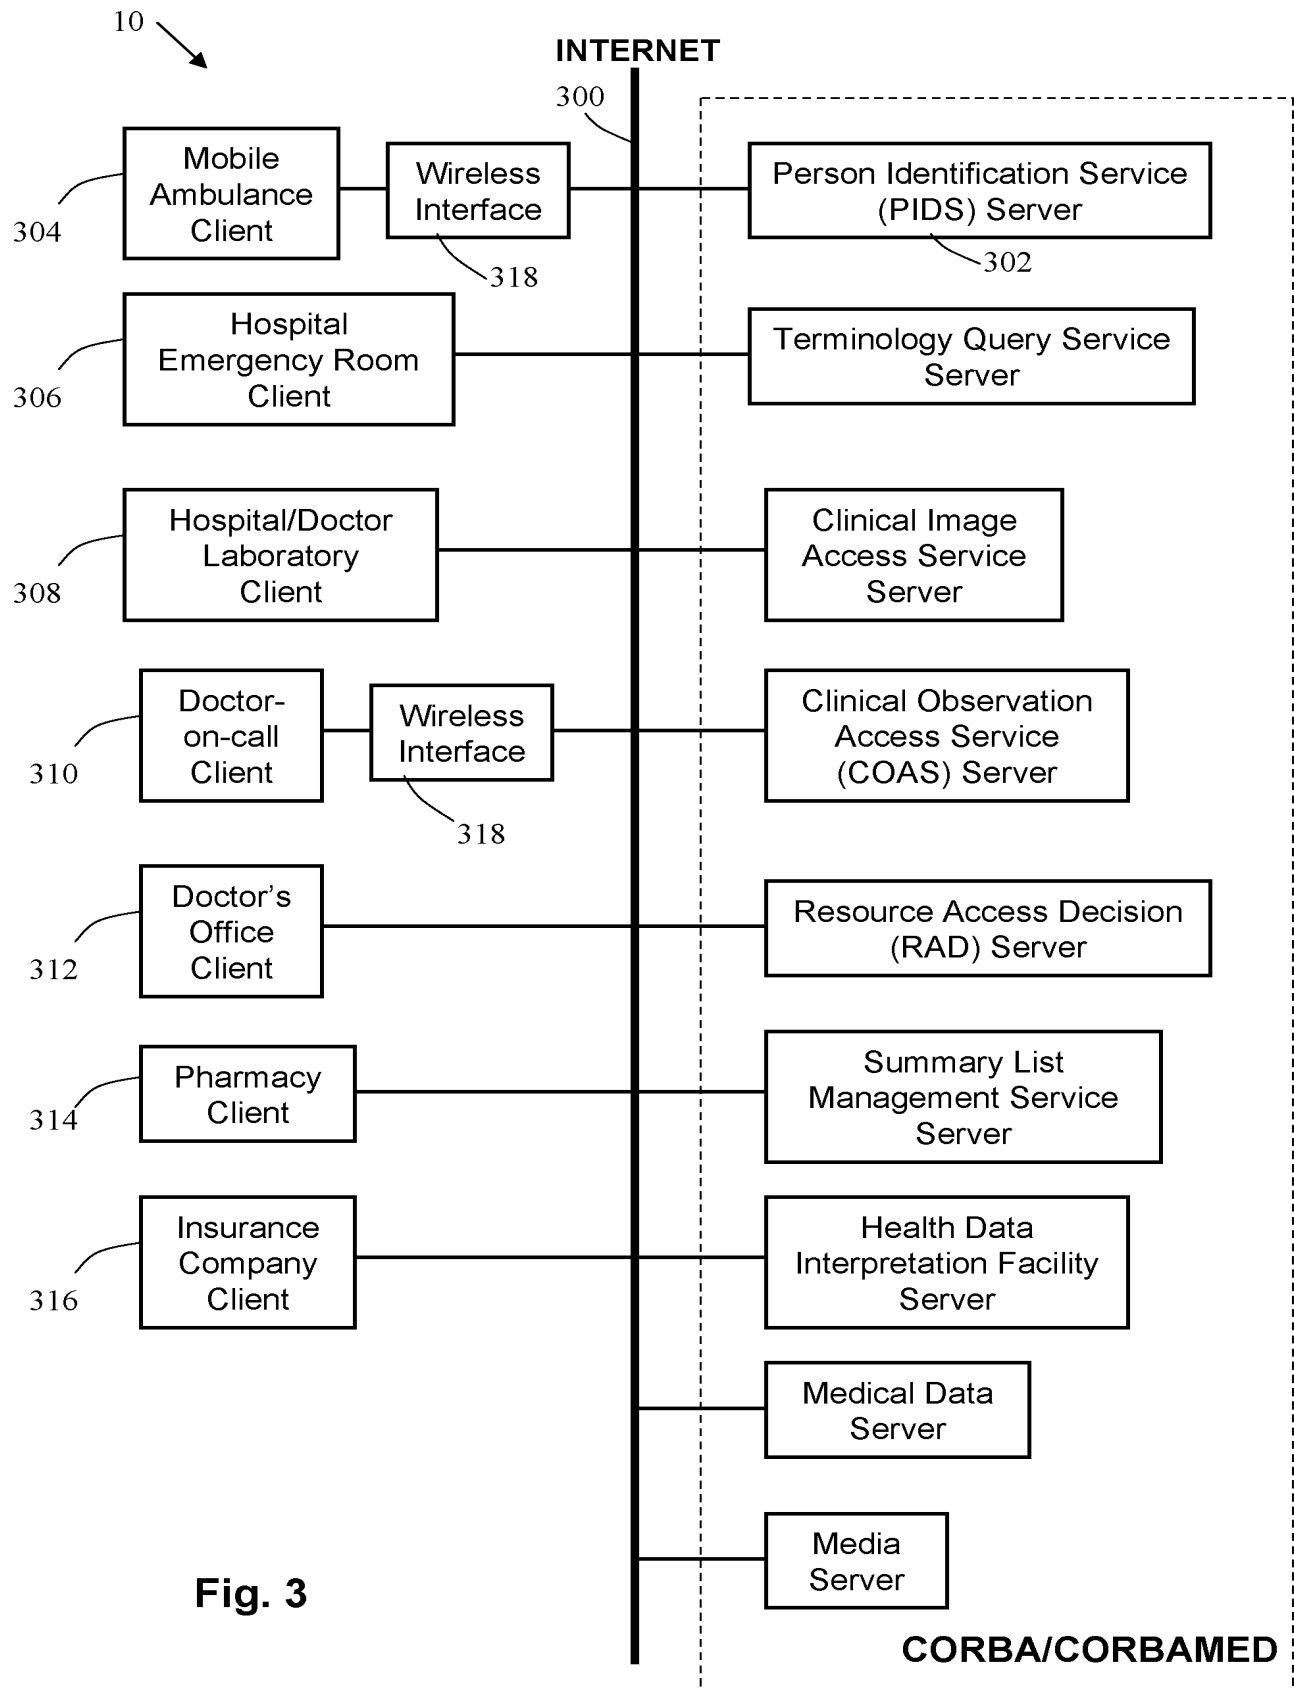 10
INTERNET
300
Mobile
Ambulance
Client
304
Wireless
Interface
318
Person Identification Service
(PIDS) Server
302
Hospital
Emergency Room
Client
306
Terminology Query Service
Server
Hospital/Doctor
Laboratory
Client
308
Clinical Image
Access Service
Server
Doctor-
on-call
Client
310
Wireless
Interface
318
Clinical Observation
Access Service
(COAS) Server
Doctor's
Office
Client
312
Resource Access Decision
(RAD) Server
Pharmacy
Client
314
Summary List
Management Service
Server
Insurance
Company
Client
316
Health Data
Interpretation Facility
Server
Medical Data
Server
Media
Server
Fig. 3
CORBA/CORBAMED